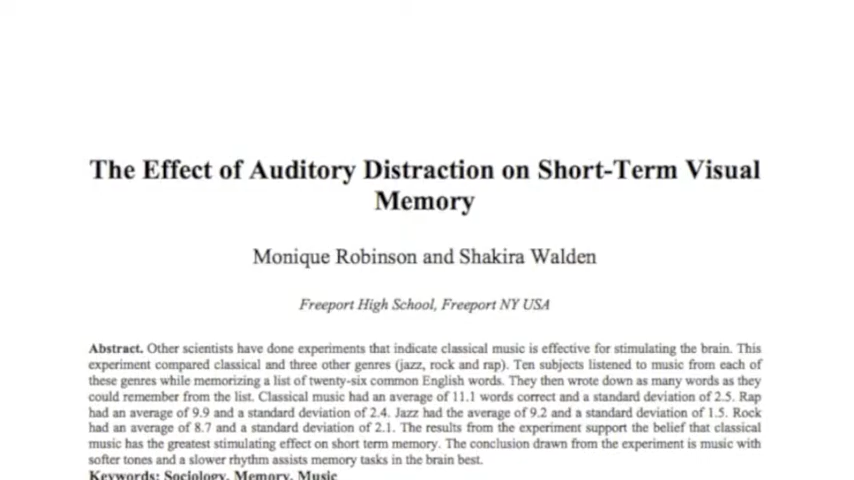 The Effect of Auditory Distraction on Short-Term Visual
Memory
Monique Robinson and Shakira Walden
Freeport High School, Freeport NY USA
Abstract. Other scientists have done experiments that indicate classical music is effective for stimulating the brain. This
experiment compared classical and three other genres (jazz, rock and rap). Ten subjects listened to music from each of
these genres while memorizing a list of twenty-six common English words. They then wrote down as many words as they
could remember from the list. Classical music had an average of 11.1 words correct and a standard deviation of 2.5. Rap
had an average of 9.9 and a standard deviation of 2.4. Jazz had the average of 9.2 and a standard deviation of 1.5. Rock
had an average of 8.7 and a standard deviation of 2.1. The results from the experiment support the belief that classical
music has the greatest stimulating effect on short term memory. The conclusion drawn from the experiment is music with
softer tones and a slower rhythm assists memory tasks in the brain best.
Keywords: Sociology, Memory, Music